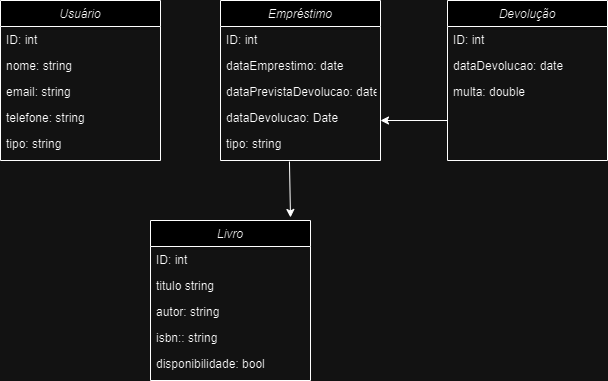 Usuário
ID: int
nome: string
email: string
telefone: string
tipo: string
Empréstimo
ID: int
dataEmprestimo: date
dataPrevistaDevolucao: date
dataDevolucao: Date
tipo: string
Devolução
ID: int
dataDevolucao: date
multa: double
Livro
ID: int
titulo string
autor: string
isbn:: string
disponibilidade: bool